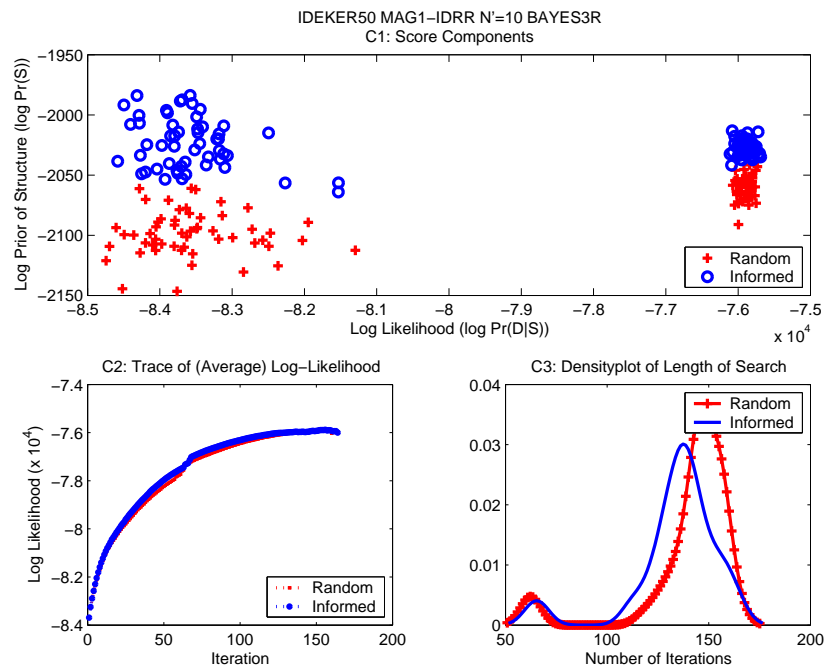 IDEKER50 MAG1−IDRR N'=10 BAYES3R
C1: Score Components
Log Prior of Structure (log Pr(S))
−1950
−2000
−2050
−2100
−2150
−8.5 −8.4 −8.3 −8.2 −8.1 −8 −7.9 −7.8 −7.7 −7.6 −7.5
Log Likelihood (log Pr(D|S))
x 10^4
Random
Informed
C2: Trace of (Average) Log−Likelihood
Log Likelihood (x 10^4)
−7.4
−7.6
−7.8
−8
−8.2
−8.4
0 50 100 150 200
Iteration
Random
Informed
C3: Densityplot of Length of Search
0.04
0.03
0.02
0.01
0
50 100 150 200
Number of Iterations
Random
Informed